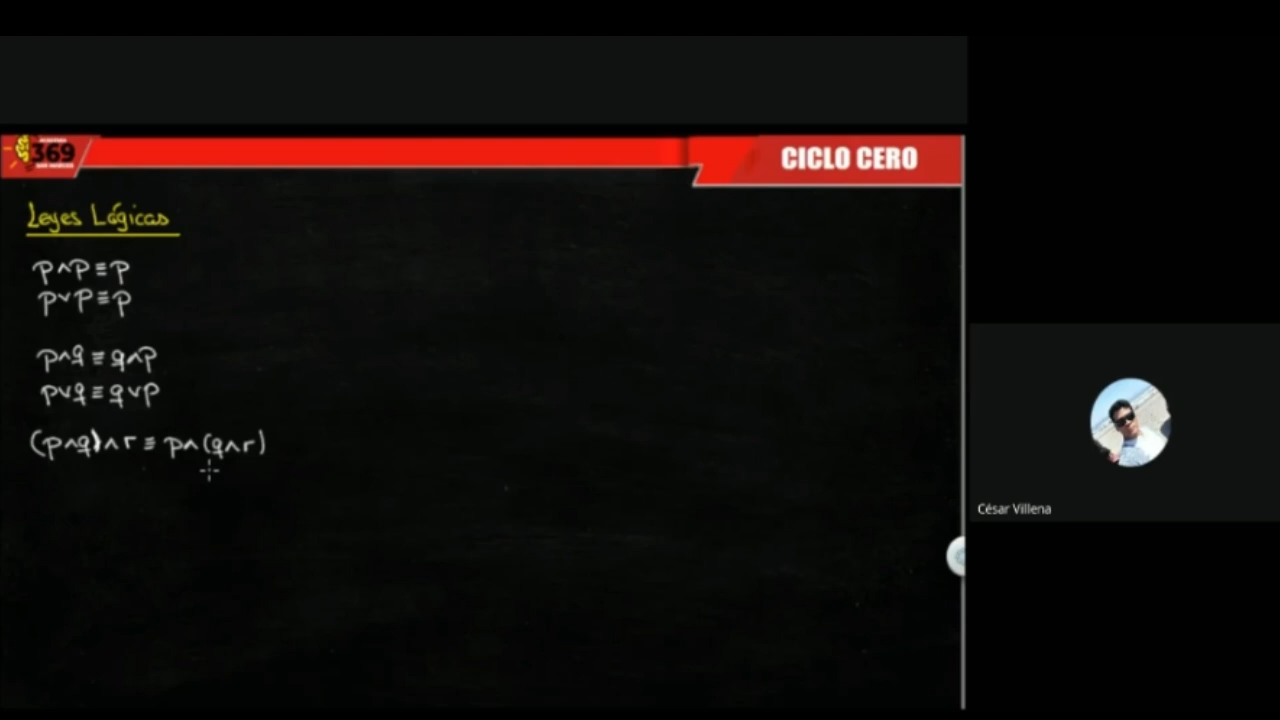 369
CICLO CERO
Leyes Lógicas
p∧p≡p
p∨p≡p
p∧q≡q∧p
p∨q≡q∨p
(p∧q)∧r≡p∧(q∧r)
César Villena